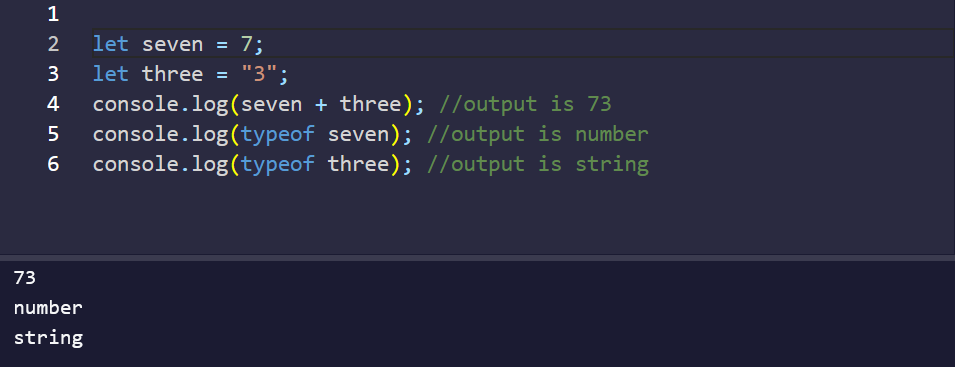 1
2 let seven = 7;
3 let three = "3";
4 console.log(seven + three); //output is 73
5 console.log(typeof seven); //output is number
6 console.log(typeof three); //output is string
73
number
string